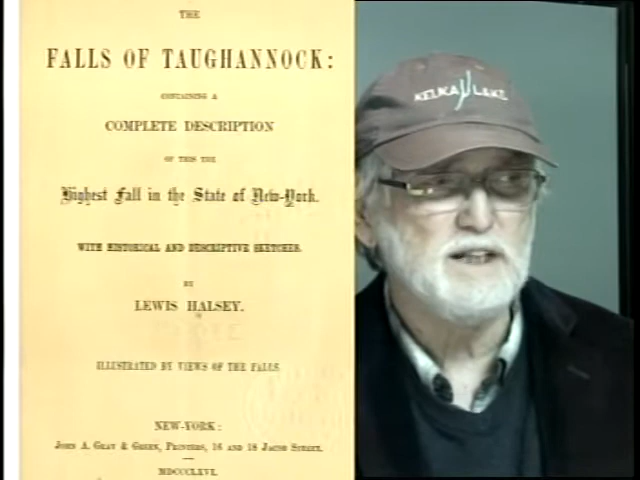 THE
FALLS OF TAUGHANNOCK:
CONTAINING A
COMPLETE DESCRIPTION
OF THIS THE
Highest Fall in the State of New-York.
WITH HISTORICAL AND DESCRIPTIVE SKETCHES.
BY
LEWIS HALSEY.
ILLUSTRATED BY VIEWS OF THE FALLS.
NEW-YORK:
JOHN A. GRAY & GREEN, PRINTERS, 16 AND 18 JACOB STREET.
MDCCCLXVI.
KEUKA LAKE